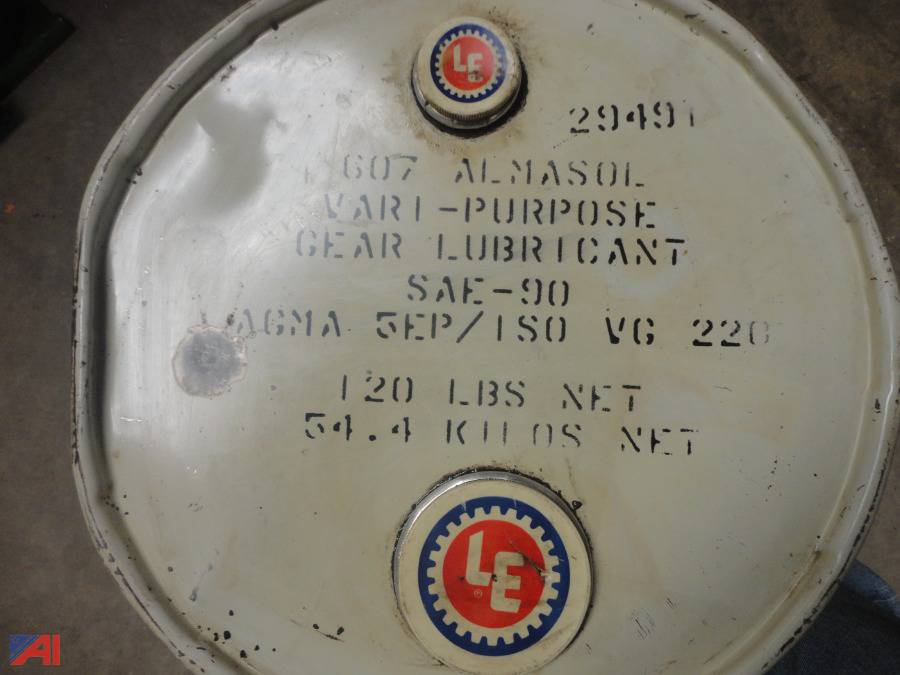 LE
29491
607 ALMASOL
VARI-PURPOSE
GEAR LUBRICANT
SAE-90
AGMA 5EP/ISO VG 220
120 LBS NET
54.4 KILOS NET
LE
®
AI